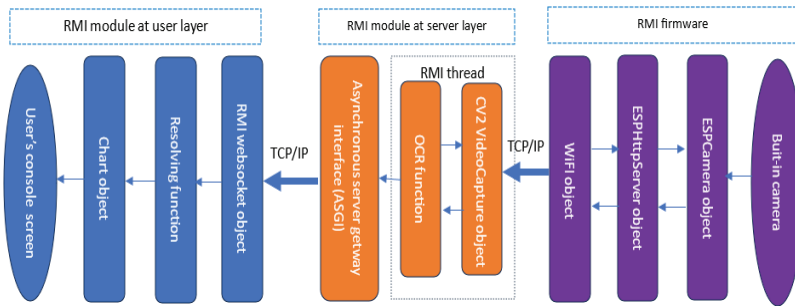 RMI module at user layer
RMI module at server layer
RMI firmware
User's console screen
Chart object
Resolving function
RMI websocket object
TCP/IP
Asynchronous server getway
interface (ASGI)
RMI thread
OCR function
CV2 VideoCapture object
TCP/IP
WIFI object
ESPHttpServer object
ESPCamera object
Buit-in camera